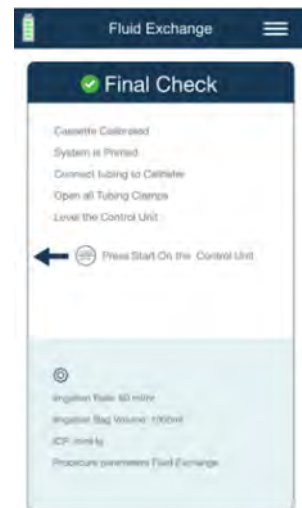 Fluid Exchange
Final Check
Cassette Calibrated
System is Primed
Connect tubing to Catheter
Open all Tubing Clamps
Level the Control Unit
Press Start On the Control Unit
Irrigation Rate: 60 ml/hr
Irrigation Bag Volume: 1000ml
ICP: mmHg
Procedure parameters Fluid Exchange